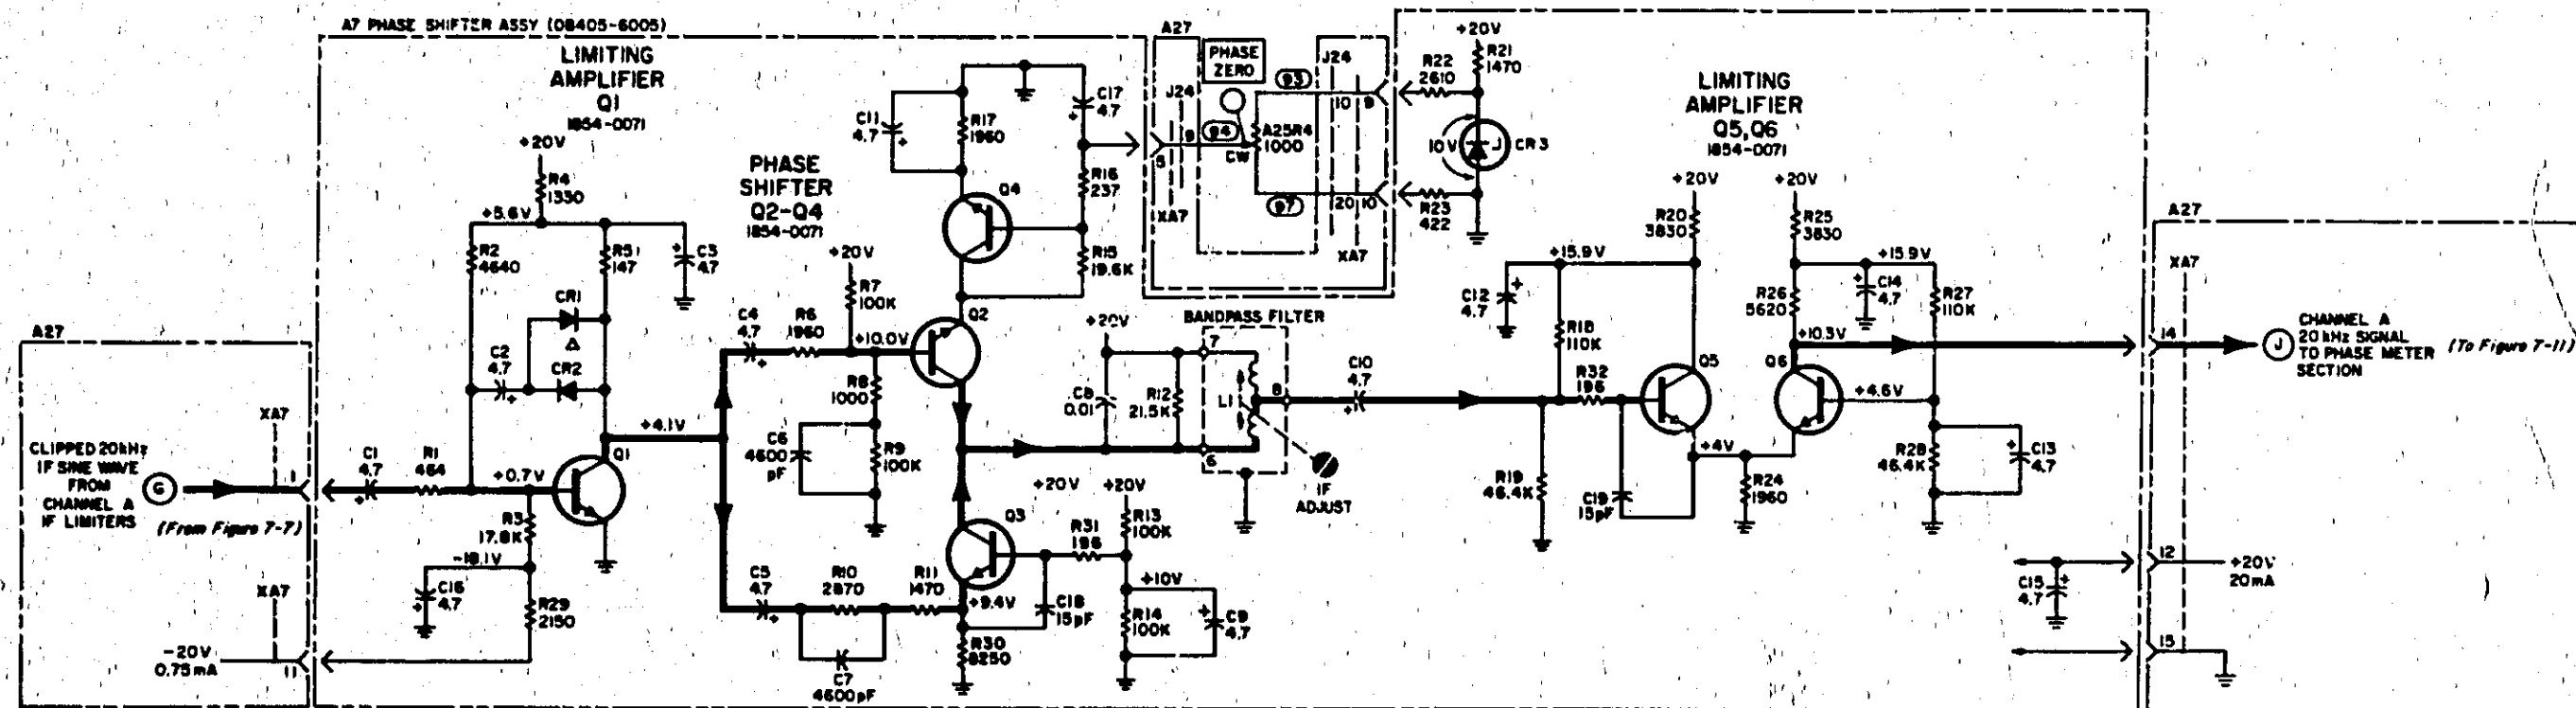 A7 PHASE SHIFTER ASSY (08405-6005)
LIMITING
AMPLIFIER
Q1
1854-0071
+20V
R4
1330
+5.6V
R2
4640
R5
147
C3
4.7
CR1
C2
4.7
CR2
A27
XA7
CLIPPED 20kHz
IF SINE WAVE
FROM
CHANNEL A
IF LIMITERS
G
(From Figure 7-7)
1
C1
4.7
R1
464
+0.7V
Q1
+4.1V
R3
17.8K
-18.1V
C16
4.7
R29
2150
XA7
-20V
0.75mA
11
PHASE
SHIFTER
Q2-Q4
1854-0071
+20V
R7
100K
C4
4.7
R6
1960
+10.0V
Q2
R8
1000
C6
4600
pF
R9
100K
C11
4.7
R17
1960
C17
4.7
Q4
R16
237
R15
19.6K
C5
4.7
R10
2870
R11
1470
C7
4600pF
Q3
+9.4V
R30
8250
C18
15pF
R31
196
+20V
+20V
R13
100K
+10V
R14
100K
C9
4.7
A27
PHASE
ZERO
J24
9
94
5
XA7
CW
93
A25R4
1000
97
J24
10
9
20
10
XA7
R22
2610
+20V
R21
1470
10V
CR3
R23
422
+20V
C8
0.01
R12
21.5K
BANDPASS FILTER
7
L1
8
6
IF
ADJUST
C10
4.7
LIMITING
AMPLIFIER
Q5,Q6
1854-0071
+20V
R20
3830
+20V
R25
3830
+15.9V
C12
4.7
R18
110K
R32
196
Q5
R19
46.4K
C19
15pF
+4V
R24
1960
+15.9V
C14
4.7
R26
5620
R27
110K
+10.3V
Q6
+4.6V
R28
46.4K
C13
4.7
A27
XA7
14
J
CHANNEL A
20 kHz SIGNAL
TO PHASE METER
SECTION
(To Figure 7-11)
C15
4.7
12
+20V
20mA
15